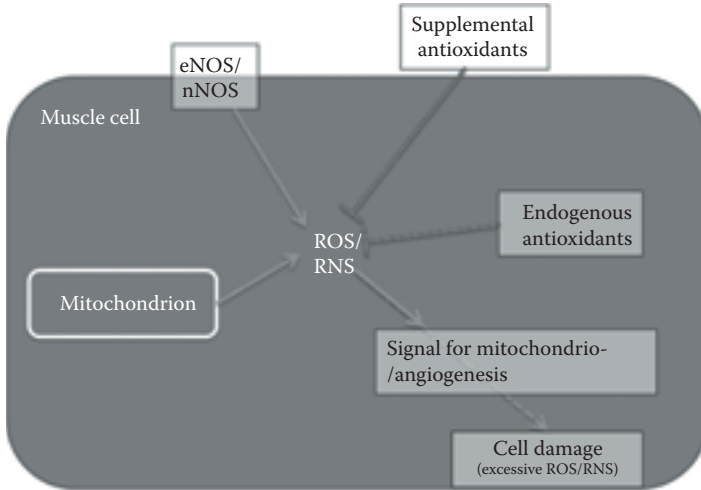 Supplemental
antioxidants
eNOS/
nNOS
Muscle cell
Endogenous
antioxidants
ROS/
RNS
Mitochondrion
Signal for mitochondrio-
/angiogenesis
Cell damage
(excessive ROS/RNS)